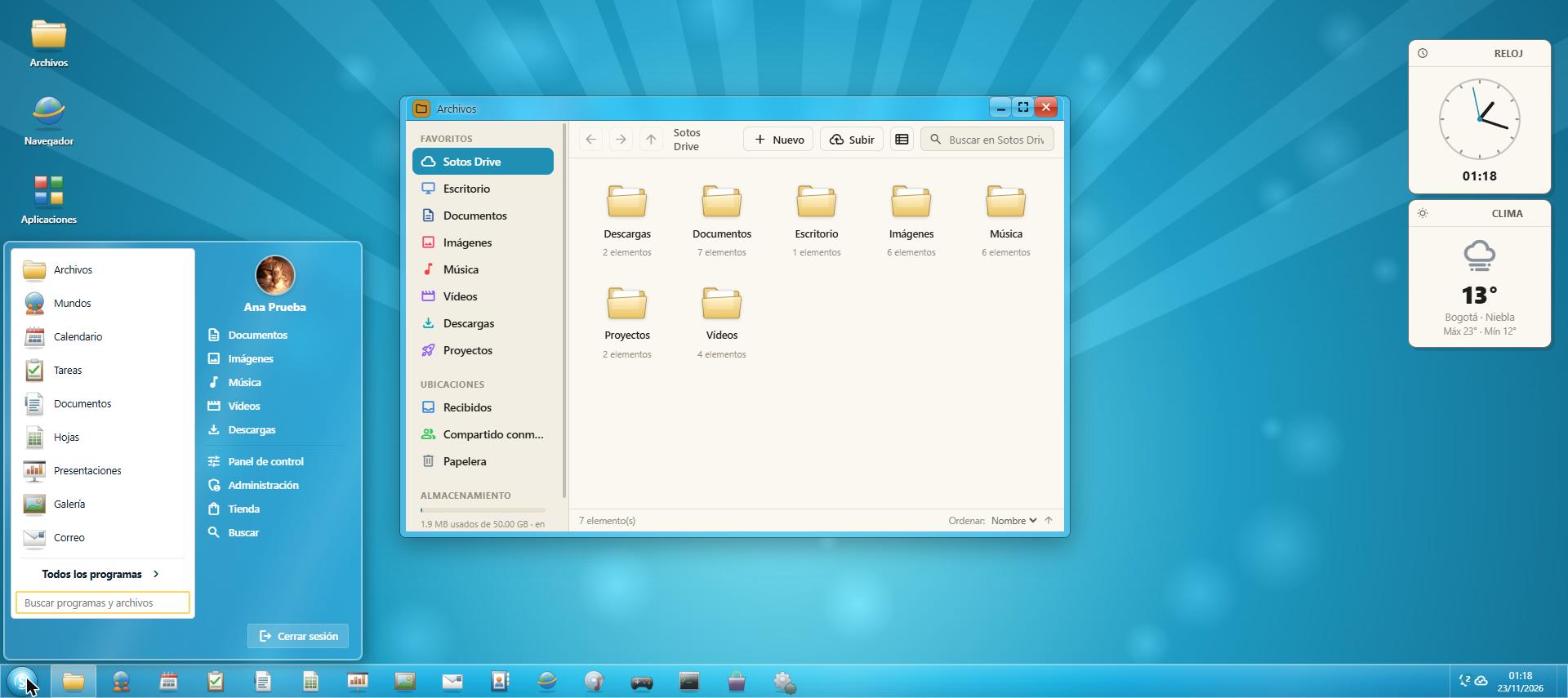 Archivos
Navegador
Aplicaciones
Archivos
Mundos
Calendario
Tareas
Documentos
Hojas
Presentaciones
Galería
Correo
Todos los programas
Buscar programas y archivos
Ana Prueba
Documentos
Imágenes
Música
Vídeos
Descargas
Panel de control
Administración
Tienda
Buscar
Cerrar sesión
Archivos
FAVORITOS
Sotos Drive
Escritorio
Documentos
Imágenes
Música
Vídeos
Descargas
Proyectos
UBICACIONES
Recibidos
Compartido conm...
Papelera
ALMACENAMIENTO
1.9 MB usados de 50.00 GB - en
Sotos
Drive
Nuevo
Subir
Buscar en Sotos Driv
Descargas
2 elementos
Documentos
7 elementos
Escritorio
1 elementos
Imágenes
6 elementos
Música
6 elementos
Proyectos
2 elementos
Vídeos
4 elementos
7 elemento(s)
Ordenar: Nombre
RELOJ
01:18
CLIMA
13°
Bogotá · Niebla
Máx 23° · Mín 12°
01:18
23/11/2026